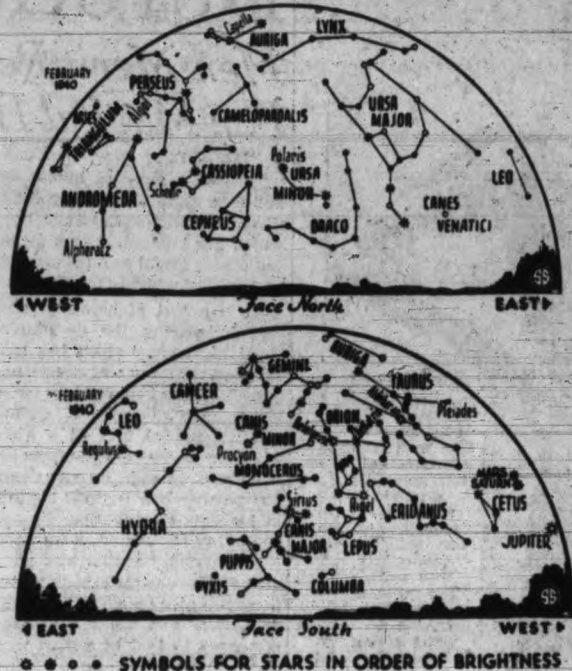 Capella
AURIGA
LYNX
FEBRUARY
1940
PERSEUS
Algol
ARIES
TRIANGULUM
CAMELOPARDALIS
URSA
MAJOR
Polaris
CASSIOPEIA
URSA
MINOR
LEO
Schedir
ANDROMEDA
CEPHEUS
DRACO
CANES
VENATICI
Alpheratz
SS
◄WEST
Face North
EAST►
GEMINI
AURIGA
TAURUS
FEBRUARY
1940
CANCER
Pleiades
LEO
CANIS
MINOR
ORION
Regulus
Procyon
MONOCEROS
MARS
SATURN
CETUS
Sirius
Rigel
ERIDANUS
HYDRA
CANIS
MAJOR
LEPUS
JUPITER
PUPPIS
PYXIS
COLUMBA
SS
◄EAST
Face South
WEST►
SYMBOLS FOR STARS IN ORDER OF BRIGHTNESS